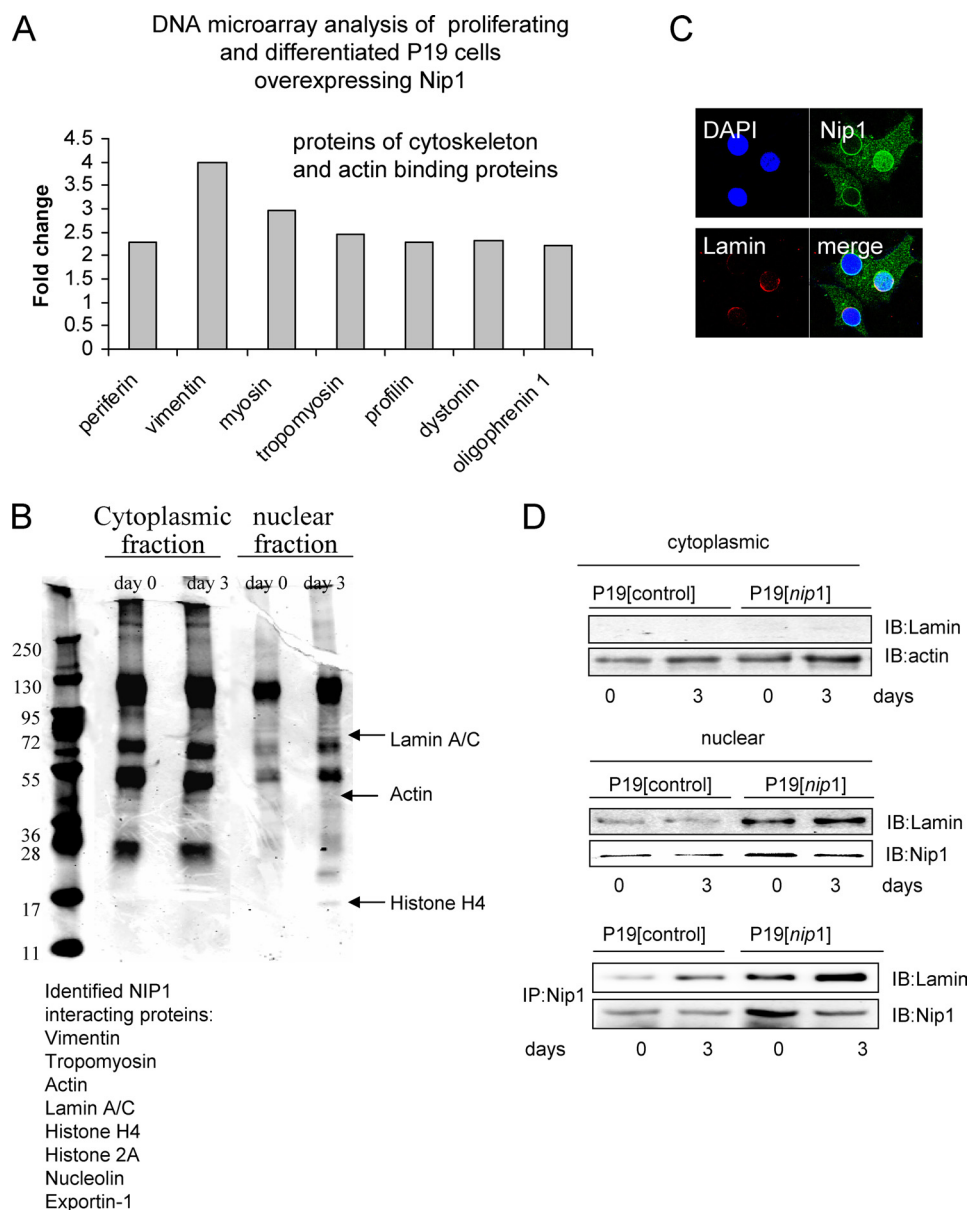 A
DNA microarray analysis of proliferating
and differentiated P19 cells
overexpressing Nip1
proteins of cytoskeleton
and actin binding proteins
Fold change
4.5
4
3.5
3
2.5
2
1.5
1
0.5
0
periferin
vimentin
myosin
tropomyosin
profilin
dystonin
oligophrenin 1
C
DAPI
Nip1
Lamin
merge
B
Cytoplasmic
fraction
nuclear
fraction
day 0
day 3
day 0
day 3
250
130
95
72
55
36
28
17
11
Lamin A/C
Actin
Histone H4
Identified NIP1
interacting proteins:
Vimentin
Tropomyosin
Actin
Lamin A/C
Histone H4
Histone 2A
Nucleolin
Exportin-1
D
cytoplasmic
P19[control]
P19[nip1]
IB:Lamin
IB:actin
0 3 0 3 days
nuclear
P19[control]
P19[nip1]
IB:Lamin
IB:Nip1
0 3 0 3 days
P19[control]
P19[nip1]
IP:Nip1
IB:Lamin
IB:Nip1
days 0 3 0 3